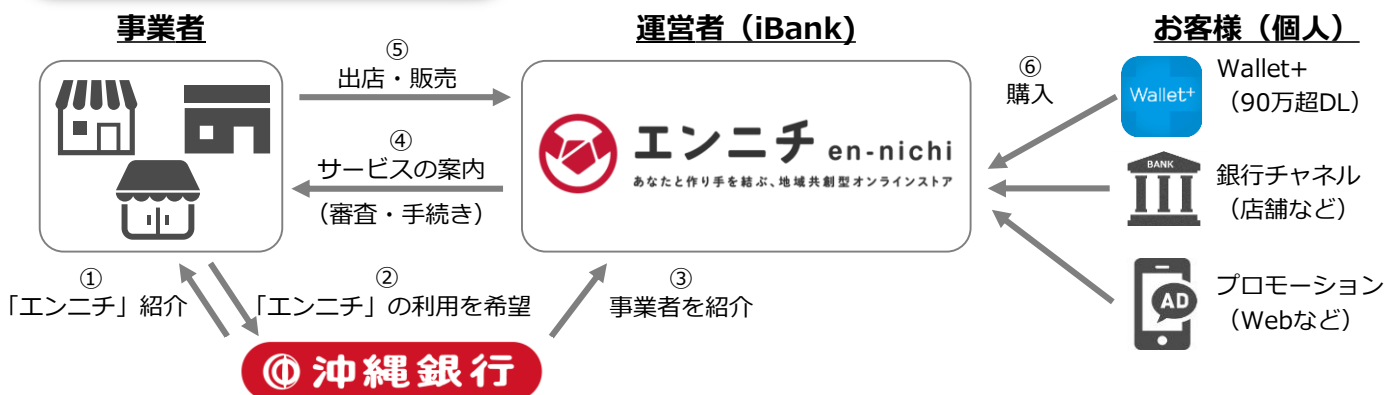 事業者
運営者（iBank)
お客様（個人）
⑤
出店・販売
④
サービスの案内
（審査・手続き）
エンニチ en-nichi
あなたと作り手を結ぶ、地域共創型オンラインストア
⑥
購入
Wallet+
Wallet+
（90万超DL）
BANK
銀行チャネル
（店舗など）
AD
プロモーション
（Webなど）
①
「エンニチ」紹介
②
「エンニチ」の利用を希望
③
事業者を紹介
沖縄銀行